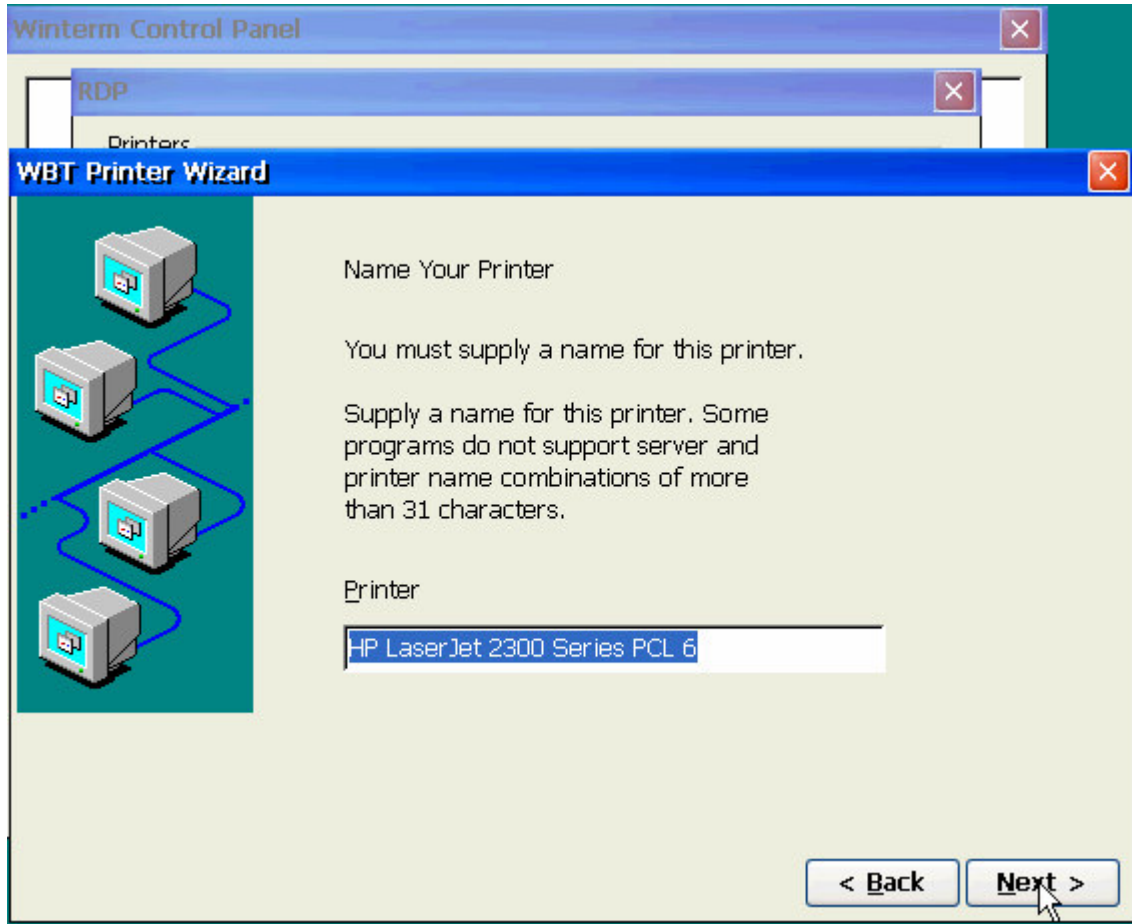 Winterm Control Panel
RDP
Printers
WBT Printer Wizard
Name Your Printer
You must supply a name for this printer.
Supply a name for this printer. Some
programs do not support server and
printer name combinations of more
than 31 characters.
Printer
HP LaserJet 2300 Series PCL 6
< Back Next >